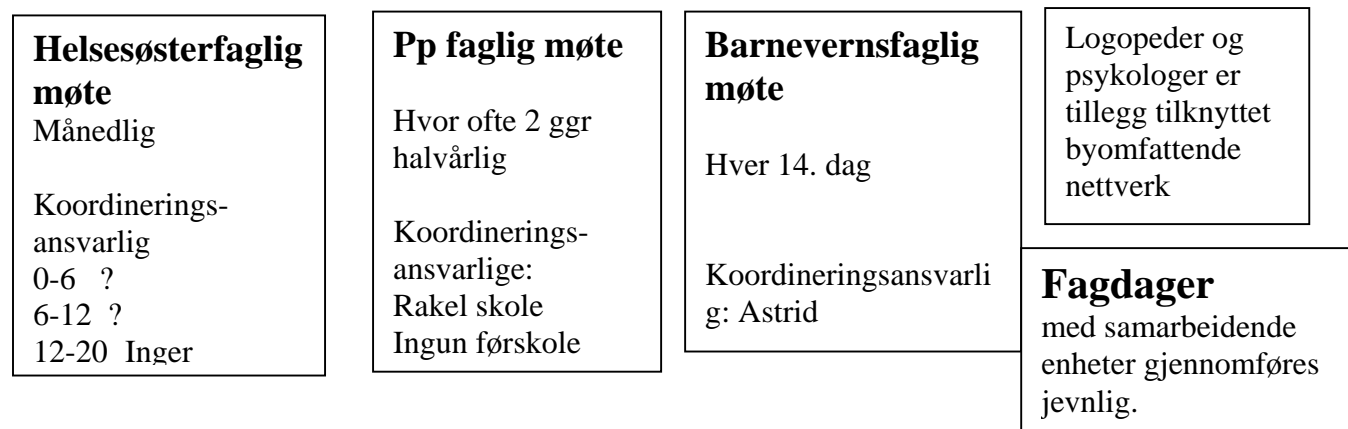 Helsesøsterfaglig
møte
Månedlig
Koordinerings-
ansvarlig
0-6 ?
6-12 ?
12-20 Inger
Pp faglig møte
Hvor ofte 2 ggr
halvårlig
Koordinerings-
ansvarlige:
Rakel skole
Ingun førskole
Barnevernsfaglig
møte
Hver 14. dag
Koordineringsansvarli
g: Astrid
Logopeder og
psykologer er
tillegg tilknyttet
byomfattende
nettverk
Fagdager
med samarbeidende
enheter gjennomføres
jevnlig.